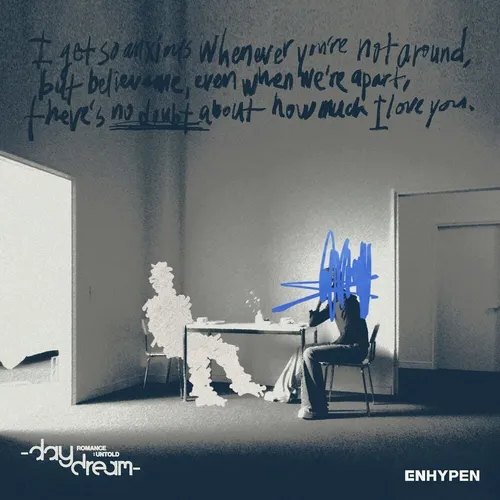 I get so anxious whenever you're not around,
but believe me, even when we're apart,
there's no doubt about how much I love you.
-day ROMANCE
: UNTOLD
dream-
ENHYPEN